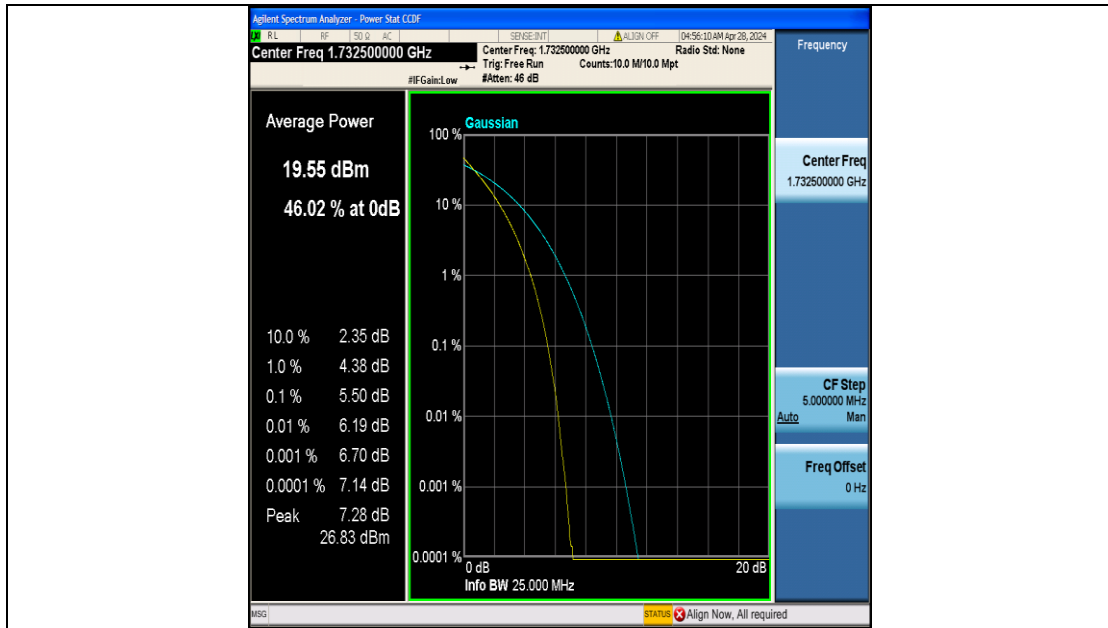 Agilent Spectrum Analyzer - Power Stat CCDF
RL RF 50 Ω AC SENSE:INT ALIGN OFF 04:56:10 AM Apr 28, 2024
Center Freq 1.732500000 GHz
Center Freq: 1.732500000 GHz Radio Std: None
Trig: Free Run Counts:10.0 M/10.0 Mpt
#IFGain:Low #Atten: 46 dB
Frequency
Average Power
19.55 dBm
46.02 % at 0dB
10.0 % 2.35 dB
1.0 % 4.38 dB
0.1 % 5.50 dB
0.01 % 6.19 dB
0.001 % 6.70 dB
0.0001 % 7.14 dB
Peak 7.28 dB
26.83 dBm
Gaussian
100 %
10 %
1 %
0.1 %
0.01 %
0.001 %
0.0001 %
0 dB 20 dB
Info BW 25.000 MHz
Center Freq
1.732500000 GHz
CF Step
5.000000 MHz
Auto Man
Freq Offset
0 Hz
MSG STATUS Align Now, All required